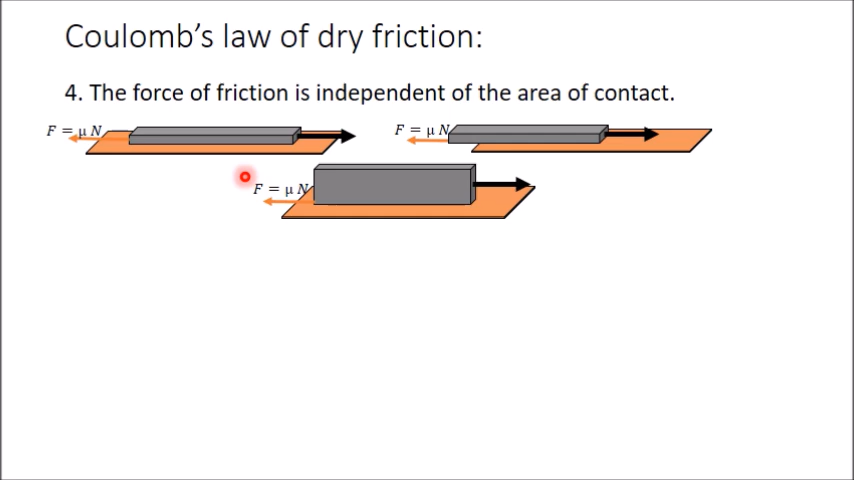 Coulomb’s law of dry friction:
4. The force of friction is independent of the area of contact.
F = μ N
F = μ N
F = μ N